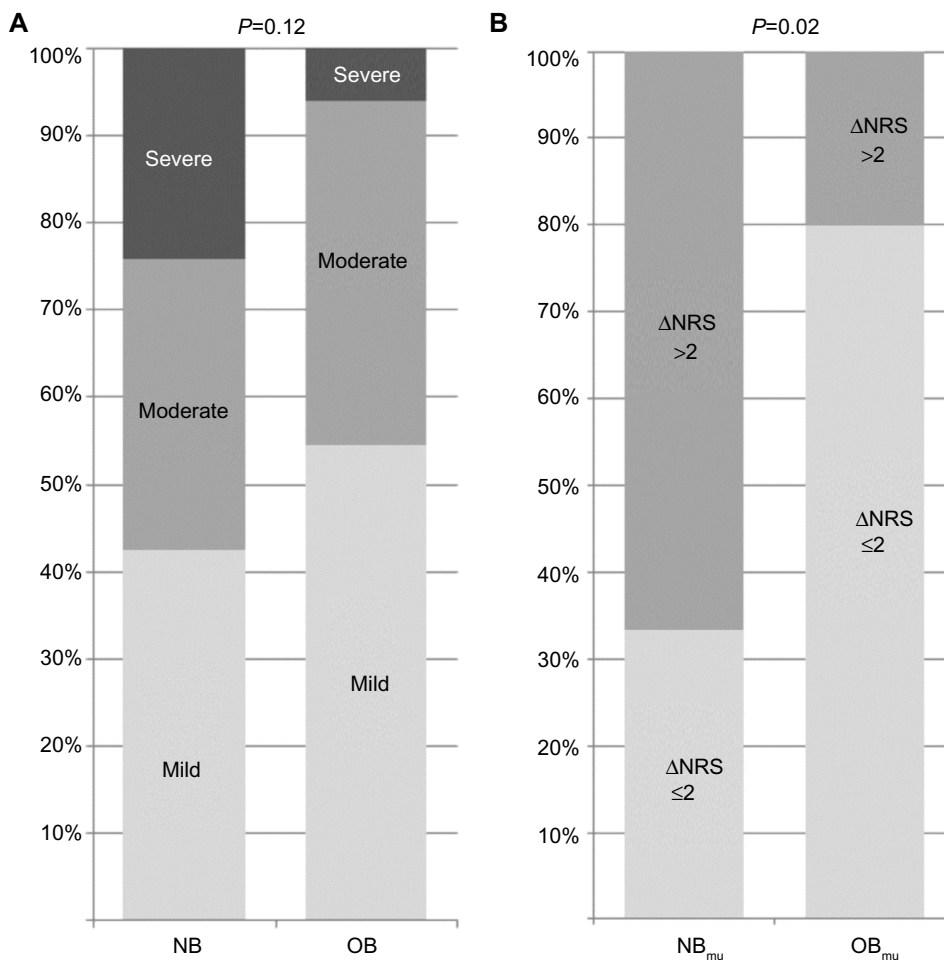 A
P=0.12
100%
90%
80%
70%
60%
50%
40%
30%
20%
10%
Severe
Moderate
Mild
Severe
Moderate
Mild
NB
OB
B
P=0.02
100%
90%
80%
70%
60%
50%
40%
30%
20%
10%
ΔNRS
>2
ΔNRS
≤2
ΔNRS
>2
ΔNRS
≤2
NBmu
OBmu